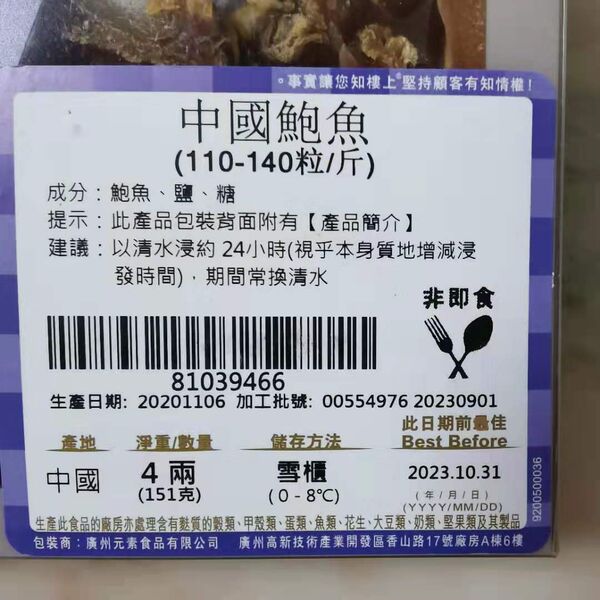 。事實讓您知樓上®堅持顧客有知情權！
中國鮑魚
(110-140粒/斤)
成分：鮑魚、鹽、糖
提示：此產品包裝背面附有【產品簡介】
建議：以清水浸約 24小時(視乎本身質地增減浸
發時間)，期間常換清水
非即食
81039466
生產日期: 20201106 加工批號: 00554976 20230901
產地 淨重/數量 儲存方法 此日期前最佳
Best Before
中國 4 兩 雪櫃 2023.10.31
(151克) ( 0 - 8℃) ( 年 / 月 / 日 )
(YYYY/MM/DD)
9200500036
生產此食品的廠房亦處理含有麩質的穀類、甲殼類、蛋類、魚類、花生、大豆類、奶類、堅果類及其製品
包裝商：廣州元素食品有限公司 廣州高新技術產業開發區香山路17號廠房A棟6樓